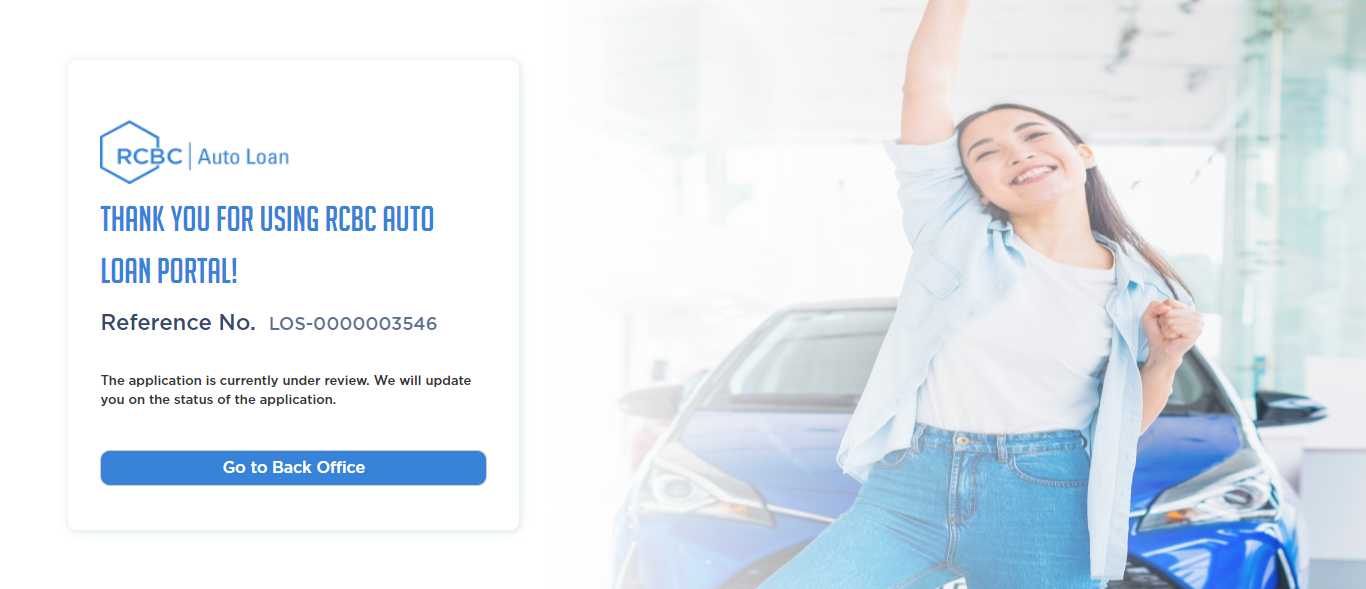 RCBC | Auto Loan
THANK YOU FOR USING RCBC AUTO
LOAN PORTAL!
Reference No. LOS-0000003546
The application is currently under review. We will update
you on the status of the application.
Go to Back Office